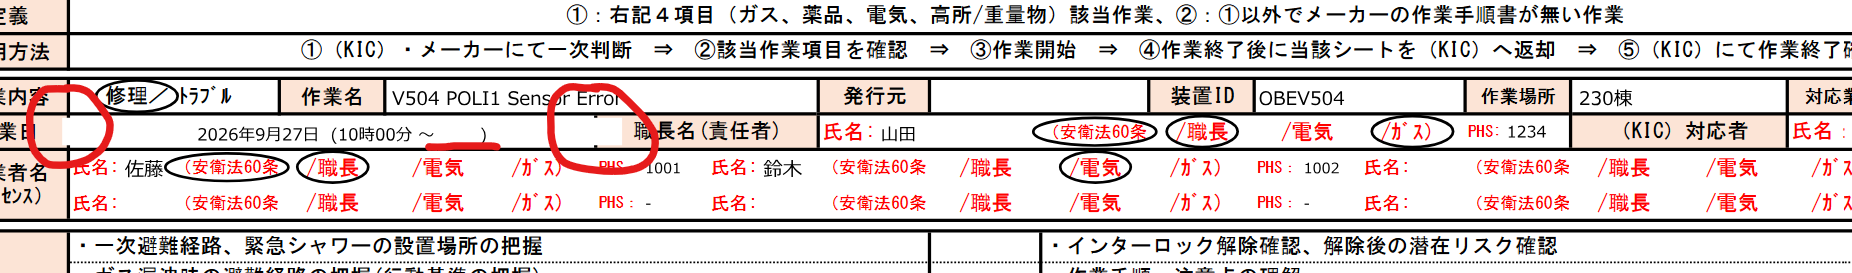 定義 ①：右記４項目（ガス、薬品、電気、高所/重量物）該当作業、②：①以外でメーカーの作業手順書が無い作業
用方法 ①（KIC）・メーカーにて一次判断 ⇒ ②該当作業項目を確認 ⇒ ③作業開始 ⇒ ④作業終了後に当該シートを（KIC）へ返却 ⇒ ⑤（KIC）にて作業終了確
業内容 修理／ﾄﾗﾌﾞﾙ 作業名 V504 POLI1 Sensor Error 発行元 装置ID OBEV504 作業場所 230棟 対応業
業日 2026年9月27日（10時00分 ～ ） 職長名(責任者) 氏名：山田 （安衛法60条 /職長 /電気 /ｶﾞｽ） PHS：1234 （KIC）対応者 氏名：
業者名 氏名：佐藤 （安衛法60条 /職長 /電気 /ｶﾞｽ） PHS 1001 氏名：鈴木 （安衛法60条 /職長 /電気 /ｶﾞｽ） PHS：1002 氏名： （安衛法60条 /職長 /電気 /ｶﾞｽ
センス） 氏名： （安衛法60条 /職長 /電気 /ｶﾞｽ） PHS：- 氏名： （安衛法60条 /職長 /電気 /ｶﾞｽ） PHS：- 氏名： （安衛法60条 /職長 /電気 /ｶﾞｽ
・一次避難経路、緊急シャワーの設置場所の把握 ・インターロック解除確認、解除後の潜在リスク確認